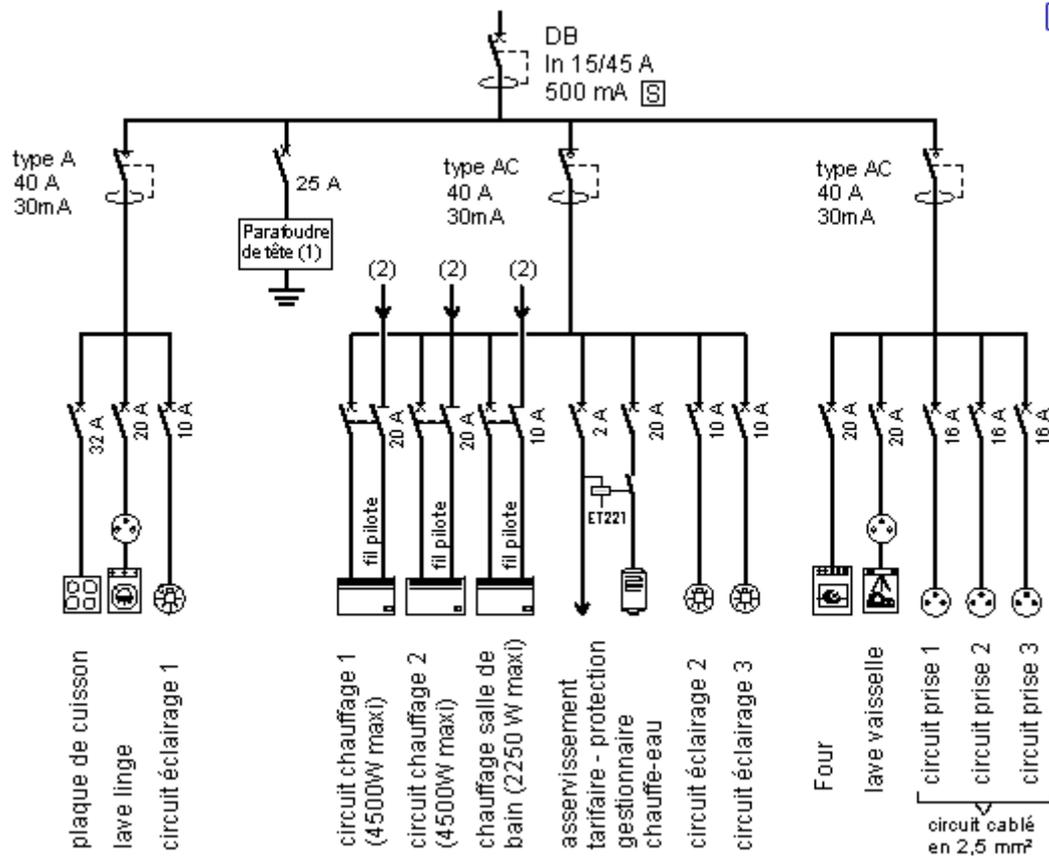 DB
In 15/45 A
500 mA S
type A
40 A
30mA
25 A
Parafoudre
de tête (1)
type AC
40 A
30mA
type AC
40 A
30mA
(2)
(2)
(2)
32 A
20 A
10 A
20 A
20 A
10 A
2 A
20 A
10 A
10 A
20 A
20 A
16 A
16 A
16 A
fil pilote
fil pilote
fil pilote
ET221
plaque de cuisson
lave linge
circuit éclairage 1
circuit chauffage 1
(4500W maxi)
circuit chauffage 2
(4500W maxi)
chauffage salle de
bain (2250 W maxi)
asservissement
tarifaire - protection
gestionnaire
chauffe-eau
circuit éclairage 2
circuit éclairage 3
Four
lave vaisselle
circuit prise 1
circuit prise 2
circuit prise 3
circuit cablé
en 2,5 mm²